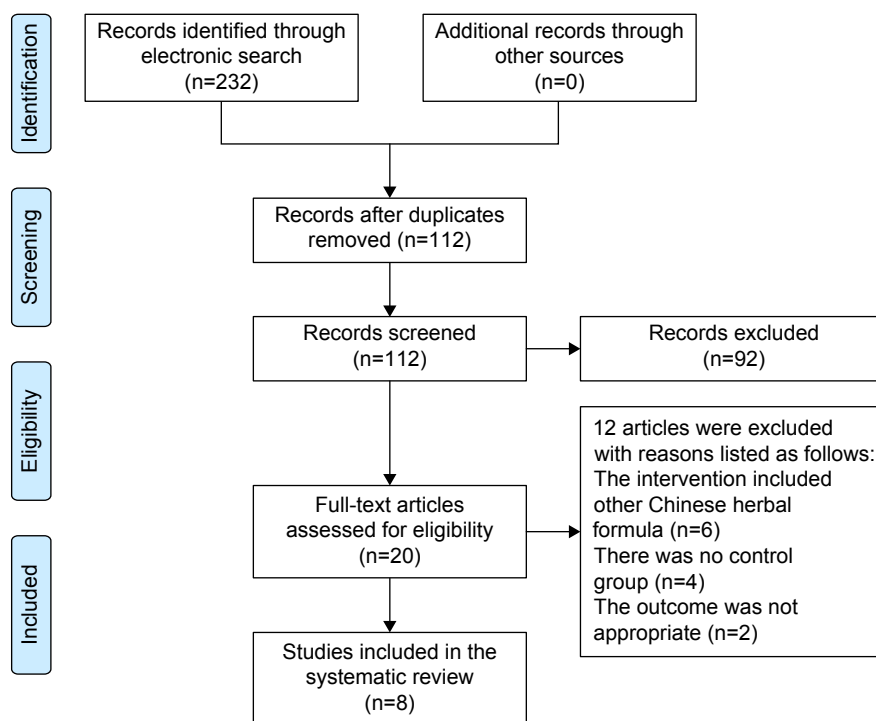 Identification
Records identified through
electronic search
(n=232)
Additional records through
other sources
(n=0)
Screening
Records after duplicates
removed (n=112)
Records screened
(n=112)
Records excluded
(n=92)
Eligibility
Full-text articles
assessed for eligibility
(n=20)
12 articles were excluded
with reasons listed as follows:
The intervention included
other Chinese herbal
formula (n=6)
There was no control
group (n=4)
The outcome was not
appropriate (n=2)
Included
Studies included in the
systematic review
(n=8)